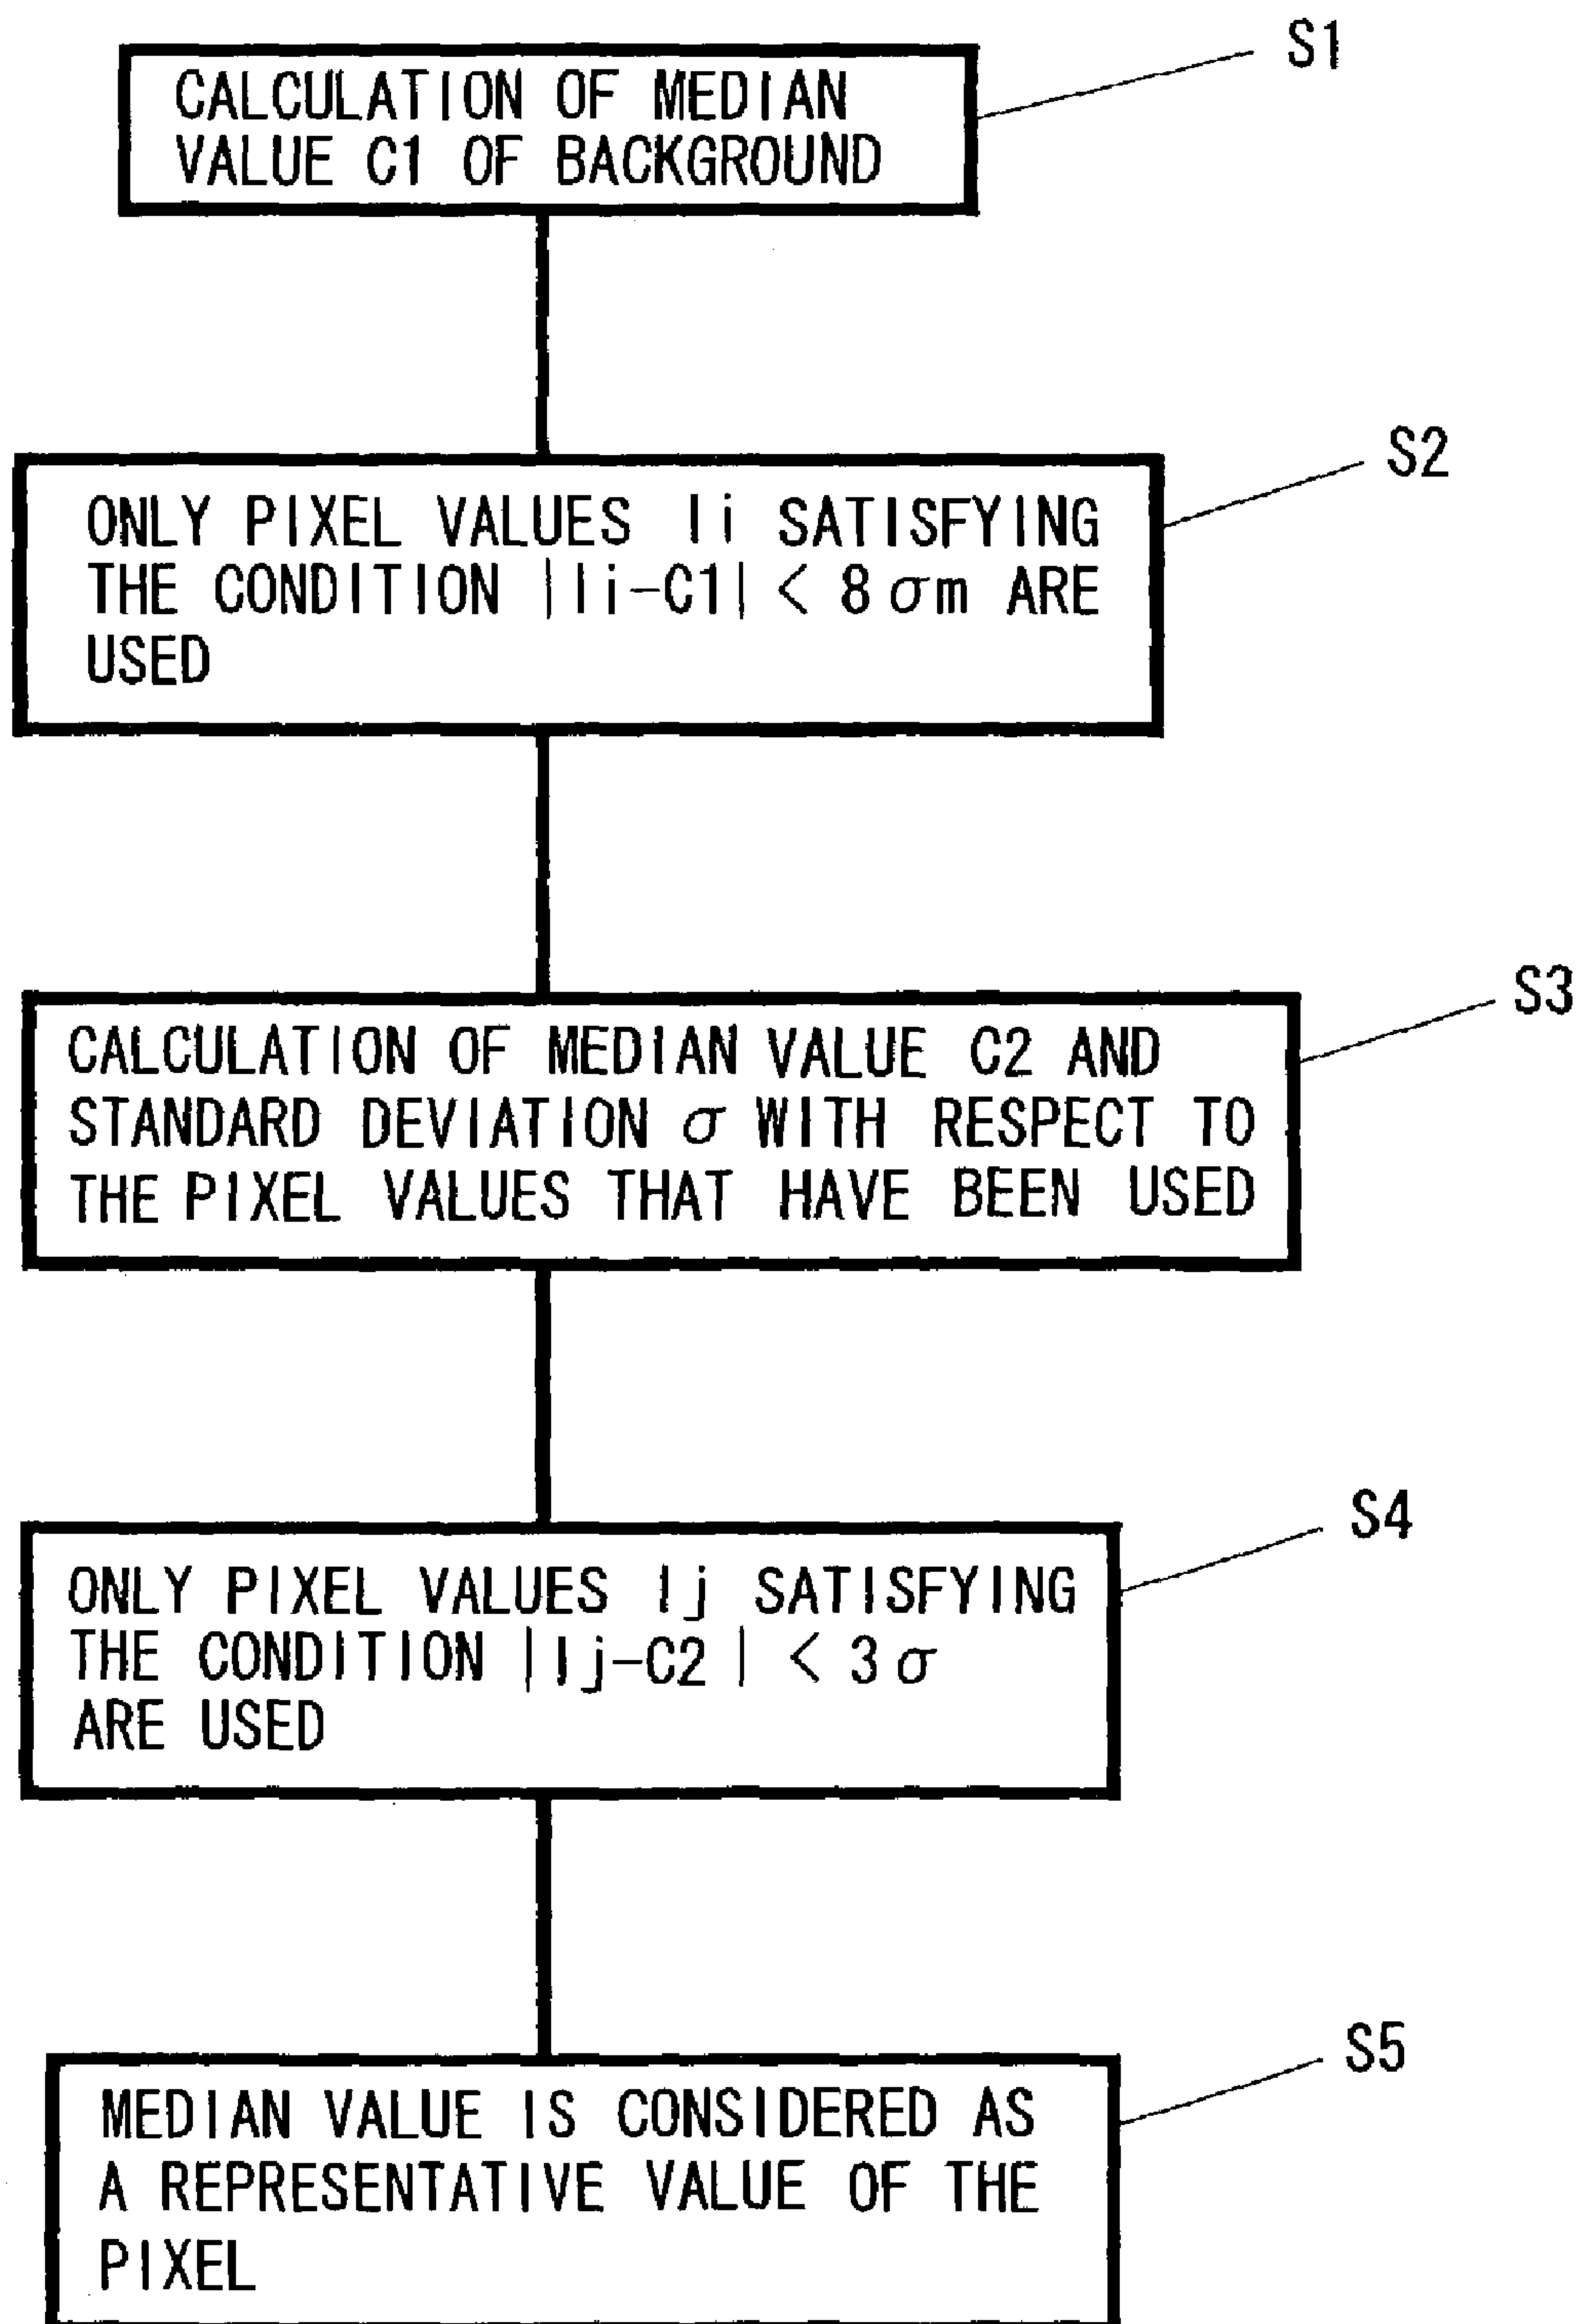 S1
CALCULATION OF MEDIAN
VALUE C1 OF BACKGROUND
S2
ONLY PIXEL VALUES Ii SATISFYING
THE CONDITION |Ii-C1| < 8σm ARE
USED
S3
CALCULATION OF MEDIAN VALUE C2 AND
STANDARD DEVIATION σ WITH RESPECT TO
THE PIXEL VALUES THAT HAVE BEEN USED
S4
ONLY PIXEL VALUES Ij SATISFYING
THE CONDITION |Ij-C2| < 3σ
ARE USED
S5
MEDIAN VALUE IS CONSIDERED AS
A REPRESENTATIVE VALUE OF THE
PIXEL